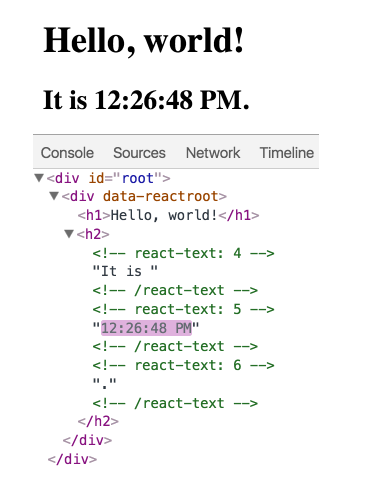 Hello, world!
It is 12:26:48 PM.
Console Sources Network Timeline
<div id="root">
<div data-reactroot>
<h1>Hello, world!</h1>
<h2>
<!-- react-text: 4 -->
"It is "
<!-- /react-text -->
<!-- react-text: 5 -->
"12:26:48 PM"
<!-- /react-text -->
<!-- react-text: 6 -->
"."
<!-- /react-text -->
</h2>
</div>
</div>